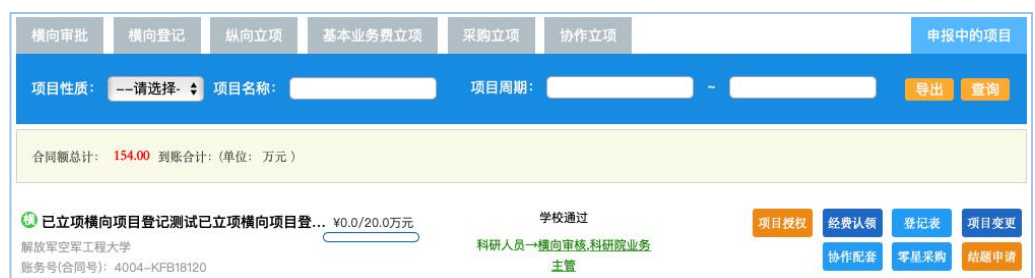 横向审批 横向登记 纵向立项 基本业务费立项 采购立项 协作立项 申报中的项目
项目性质： --请选择- 项目名称： 项目周期： ~ 导出 查询
合同额总计： 154.00 到账合计：(单位： 万元 )
已立项横向项目登记测试已立项横向项目登... ¥0.0/20.0万元 学校通过 项目授权 经费认领 登记表 项目变更
解放军空军工程大学 科研人员→横向审核,科研院业务
账务号(合同号)：4004-KFB18120 主管 协作配套 零星采购 结题申请